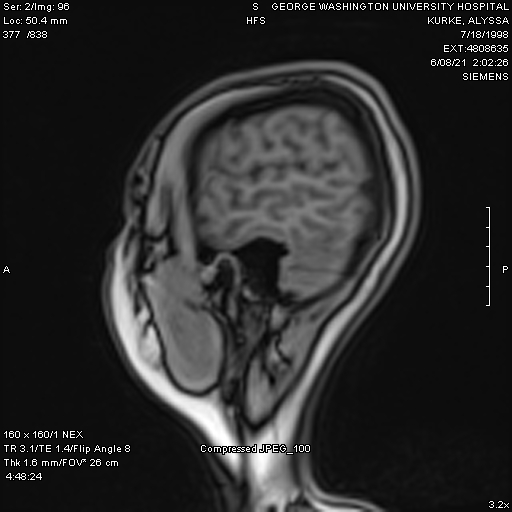 Ser: 2/Img: 96
Loc: 50.4 mm
377 /838
S
HFS
GEORGE WASHINGTON UNIVERSITY HOSPITAL
KURKE, ALYSSA
7/18/1998
EXT:4808635
6/08/21 2:02:26
SIEMENS
A
P
160 x 160/1 NEX
TR 3.1/TE 1.4/Flip Angle 8
Thk 1.6 mm/FOV* 26 cm
4:48:24
Compressed JPEG_100
3.2x